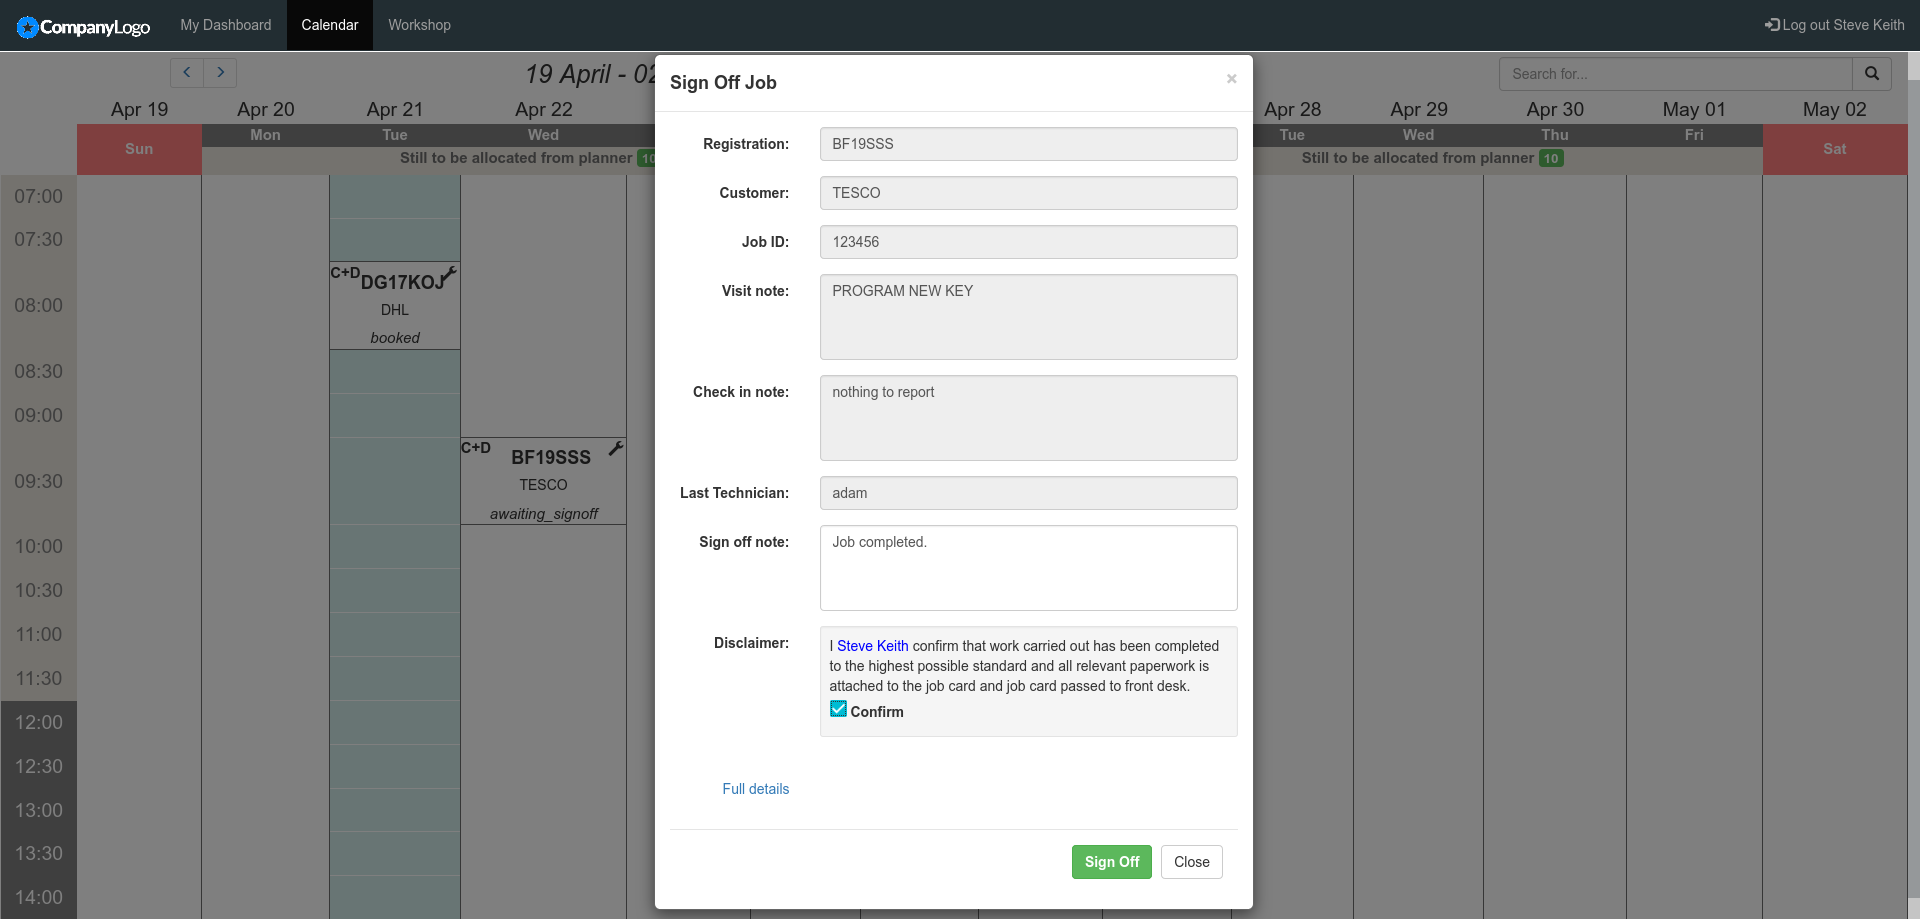 CompanyLogo My Dashboard Calendar Workshop Log out Steve Keith
19 April - 02
Search for...
Apr 19 Apr 20 Apr 21 Apr 22 Apr 28 Apr 29 Apr 30 May 01 May 02
Sun Mon Tue Wed Tue Wed Thu Fri Sat
Still to be allocated from planner 10 Still to be allocated from planner 10
07:00
07:30
08:00
08:30
09:00
09:30
10:00
10:30
11:00
11:30
12:00
12:30
13:00
13:30
14:00
C+D DG17KOJ
DHL
booked
C+D BF19SSS
TESCO
awaiting_signoff
Sign Off Job ×
Registration: BF19SSS
Customer: TESCO
Job ID: 123456
Visit note: PROGRAM NEW KEY
Check in note: nothing to report
Last Technician: adam
Sign off note: Job completed.
Disclaimer: I Steve Keith confirm that work carried out has been completed
to the highest possible standard and all relevant paperwork is
attached to the job card and job card passed to front desk.
Confirm
Full details
Sign Off Close